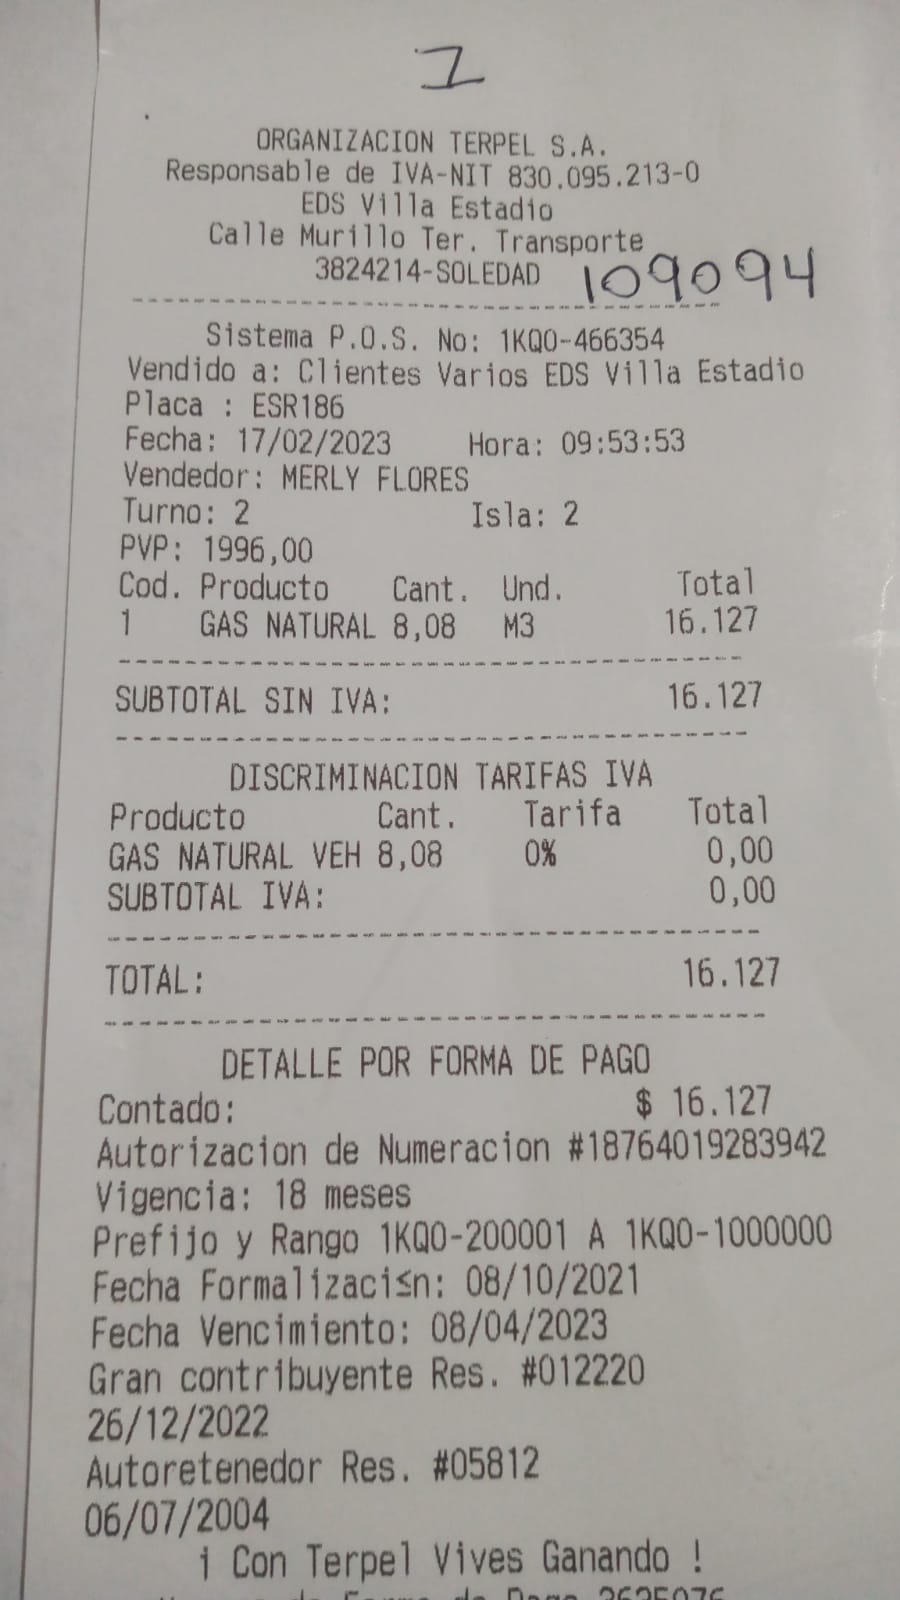 1
ORGANIZACION TERPEL S.A.
Responsable de IVA-NIT 830.095.213-0
EDS Villa Estadio
Calle Murillo Ter. Transporte
3824214-SOLEDAD 109094
Sistema P.O.S. No: 1KQ0-466354
Vendido a: Clientes Varios EDS Villa Estadio
Placa : ESR186
Fecha: 17/02/2023 Hora: 09:53:53
Vendedor: MERLY FLORES
Turno: 2 Isla: 2
PVP: 1996,00
Cod. Producto Cant. Und. Total
1 GAS NATURAL 8,08 M3 16.127
SUBTOTAL SIN IVA: 16.127
DISCRIMINACION TARIFAS IVA
Producto Cant. Tarifa Total
GAS NATURAL VEH 8,08 0% 0,00
SUBTOTAL IVA: 0,00
TOTAL: 16.127
DETALLE POR FORMA DE PAGO
Contado: $ 16.127
Autorizacion de Numeracion #18764019283942
Vigencia: 18 meses
Prefijo y Rango 1KQ0-200001 A 1KQ0-1000000
Fecha Formalizaci≤n: 08/10/2021
Fecha Vencimiento: 08/04/2023
Gran contribuyente Res. #012220
26/12/2022
Autoretenedor Res. #05812
06/07/2004
¡ Con Terpel Vives Ganando !